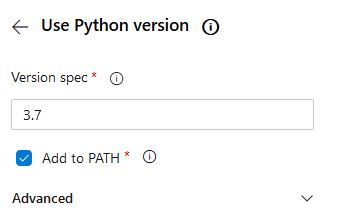 Use Python version
Version spec *
3.7
Add to PATH *
Advanced